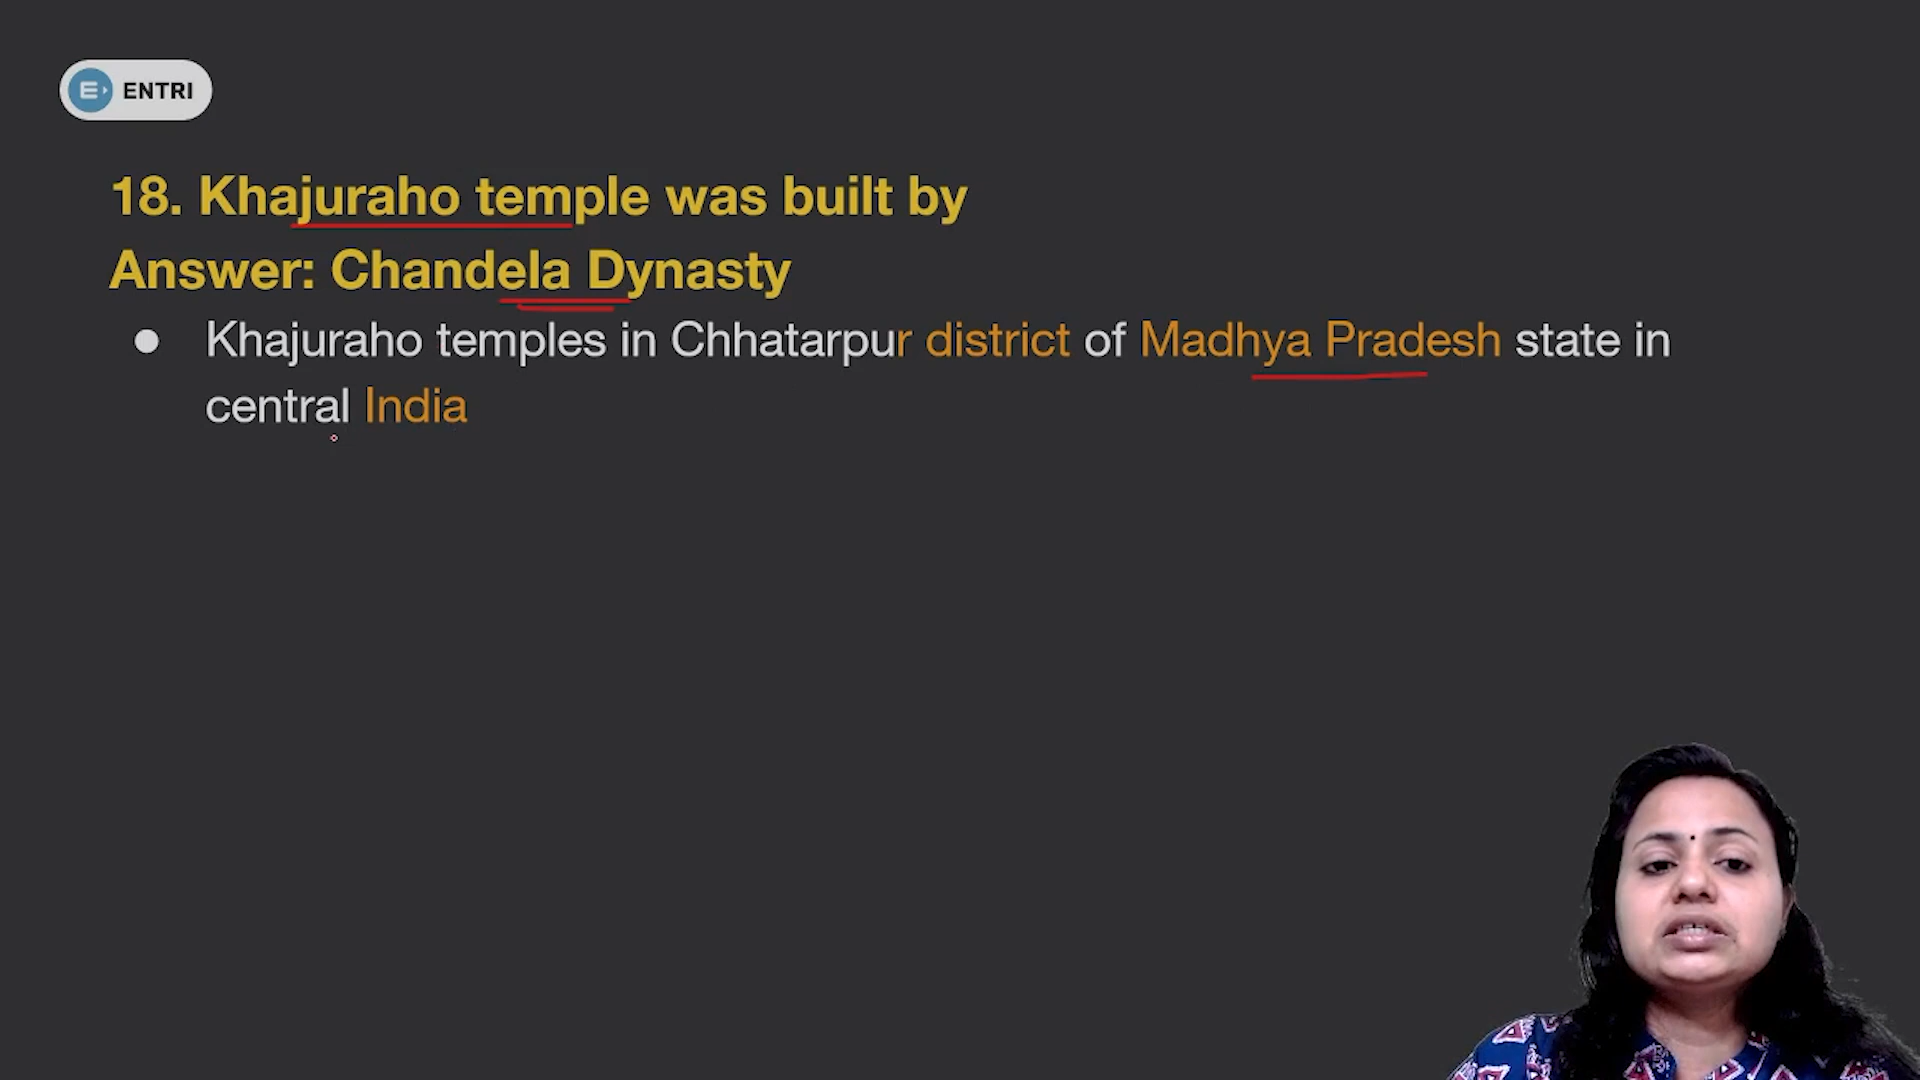 ENTRI
18. Khajuraho temple was built by
Answer: Chandela Dynasty
● Khajuraho temples in Chhatarpur district of Madhya Pradesh state in
central India